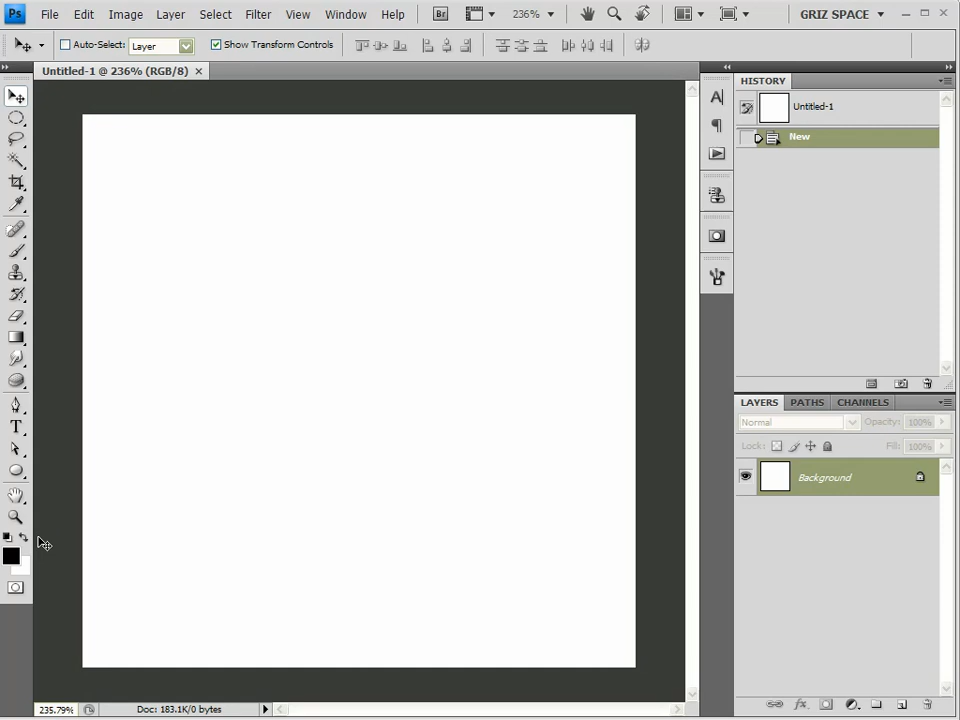 Ps File Edit Image Layer Select Filter View Window Help Br 236% GRIZ SPACE
Auto-Select: Layer Show Transform Controls
Untitled-1 @ 236% (RGB/8)
HISTORY
Untitled-1
New
LAYERS PATHS CHANNELS
Normal Opacity: 100%
Lock: Fill: 100%
Background
235.79% Doc: 183.1K/0 bytes